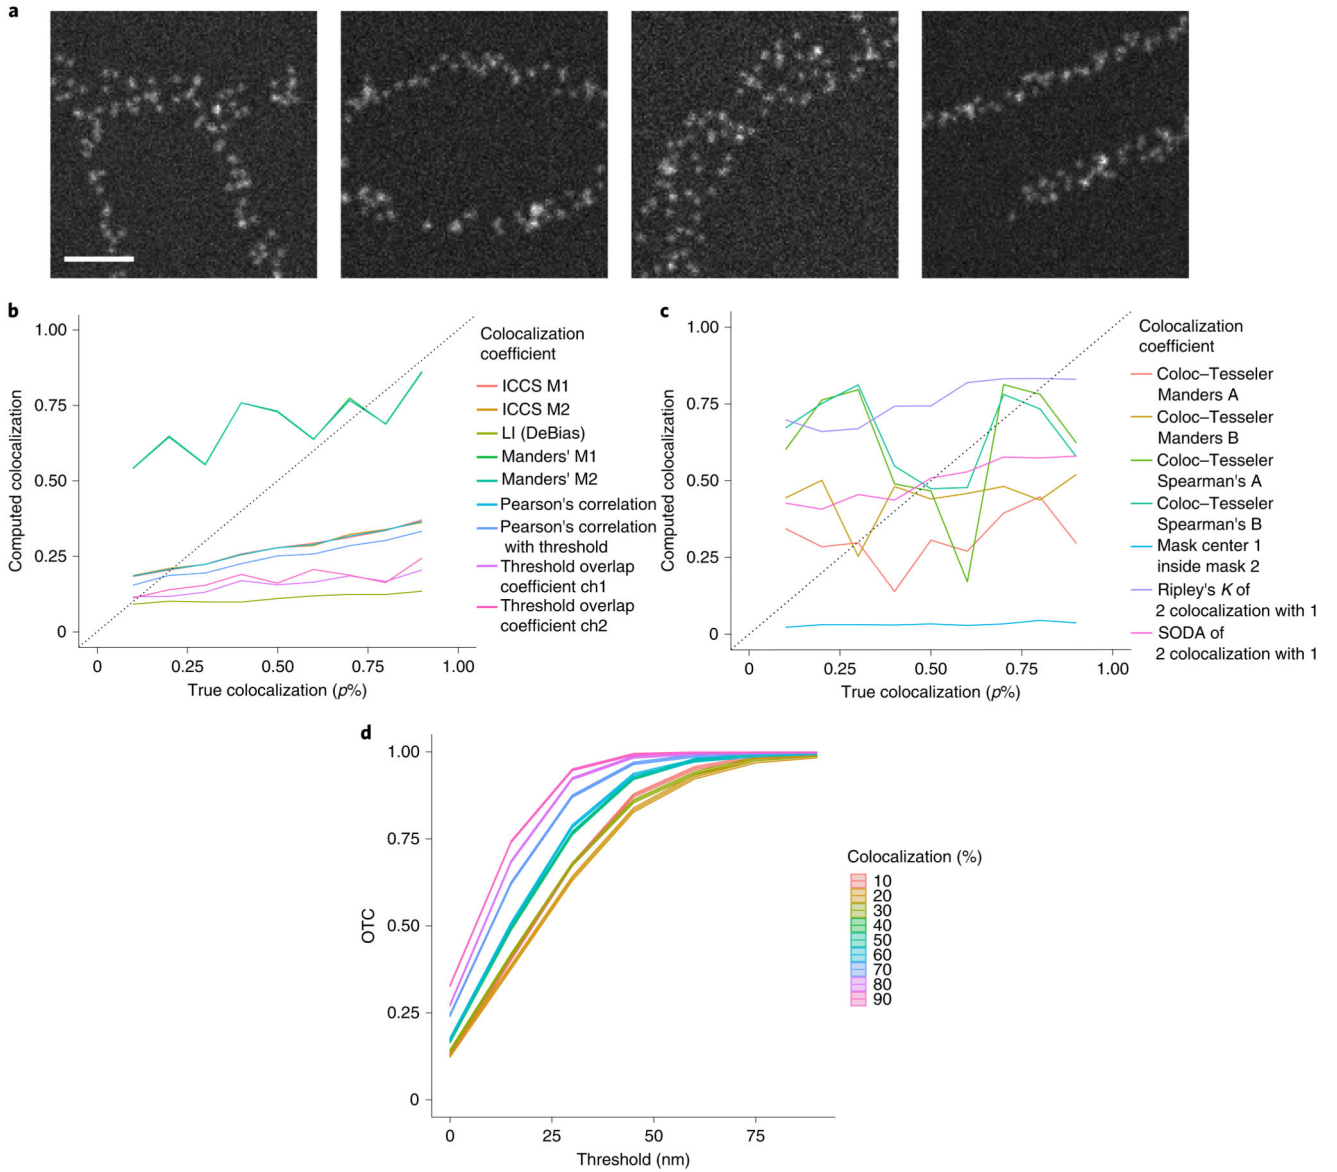 a
b
1.00
0.75
0.50
0.25
0
0
0.25
0.50
0.75
1.00
Computed colocalization
True colocalization (p%)
Colocalization
coefficient
ICCS M1
ICCS M2
LI (DeBias)
Manders' M1
Manders' M2
Pearson's correlation
Pearson's correlation
with threshold
Threshold overlap
coefficient ch1
Threshold overlap
coefficient ch2
c
1.00
0.75
0.50
0.25
0
0
0.25
0.50
0.75
1.00
Computed colocalization
True colocalization (p%)
Colocalization
coefficient
Coloc–Tesseler
Manders A
Coloc–Tesseler
Manders B
Coloc–Tesseler
Spearman's A
Coloc–Tesseler
Spearman's B
Mask center 1
inside mask 2
Ripley's K of
2 colocalization with 1
SODA of
2 colocalization with 1
d
1.00
0.75
0.50
0.25
0
0
25
50
75
OTC
Threshold (nm)
Colocalization (%)
10
20
30
40
50
60
70
80
90